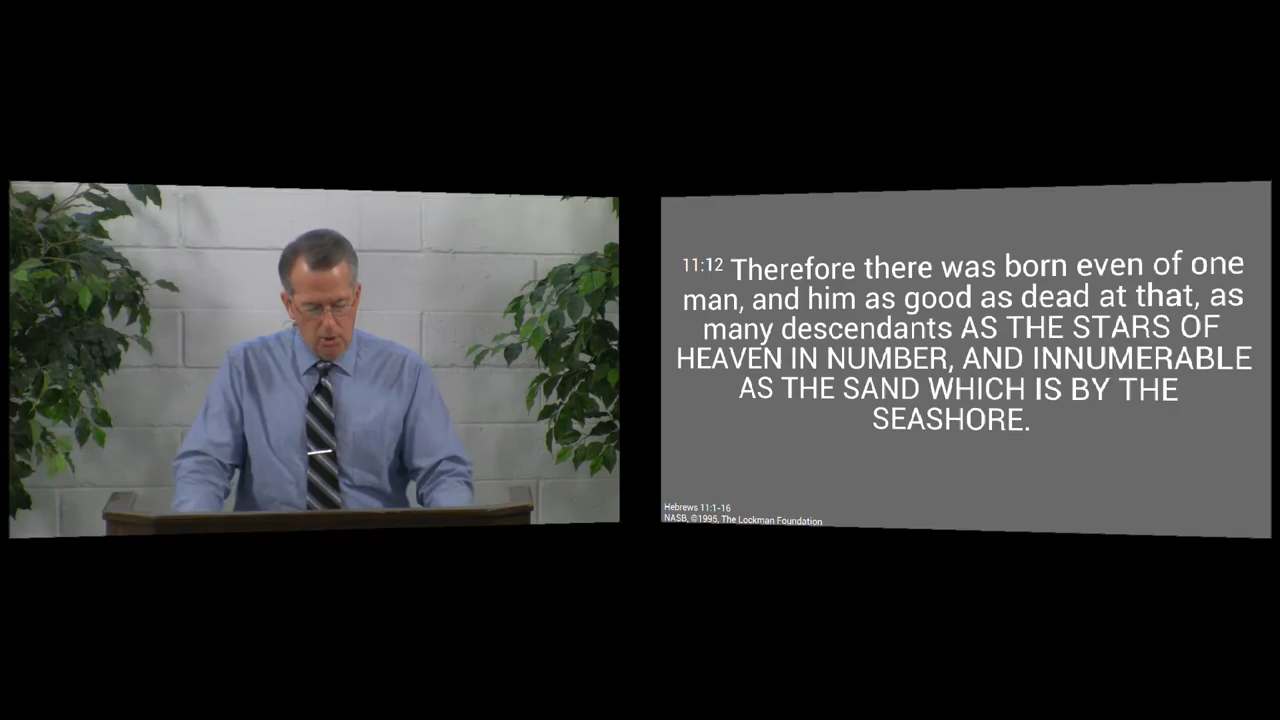 11:12 Therefore there was born even of one
man, and him as good as dead at that, as
many descendants AS THE STARS OF
HEAVEN IN NUMBER, AND INNUMERABLE
AS THE SAND WHICH IS BY THE
SEASHORE.
Hebrews 11:1-16
NASB, ©1995, The Lockman Foundation